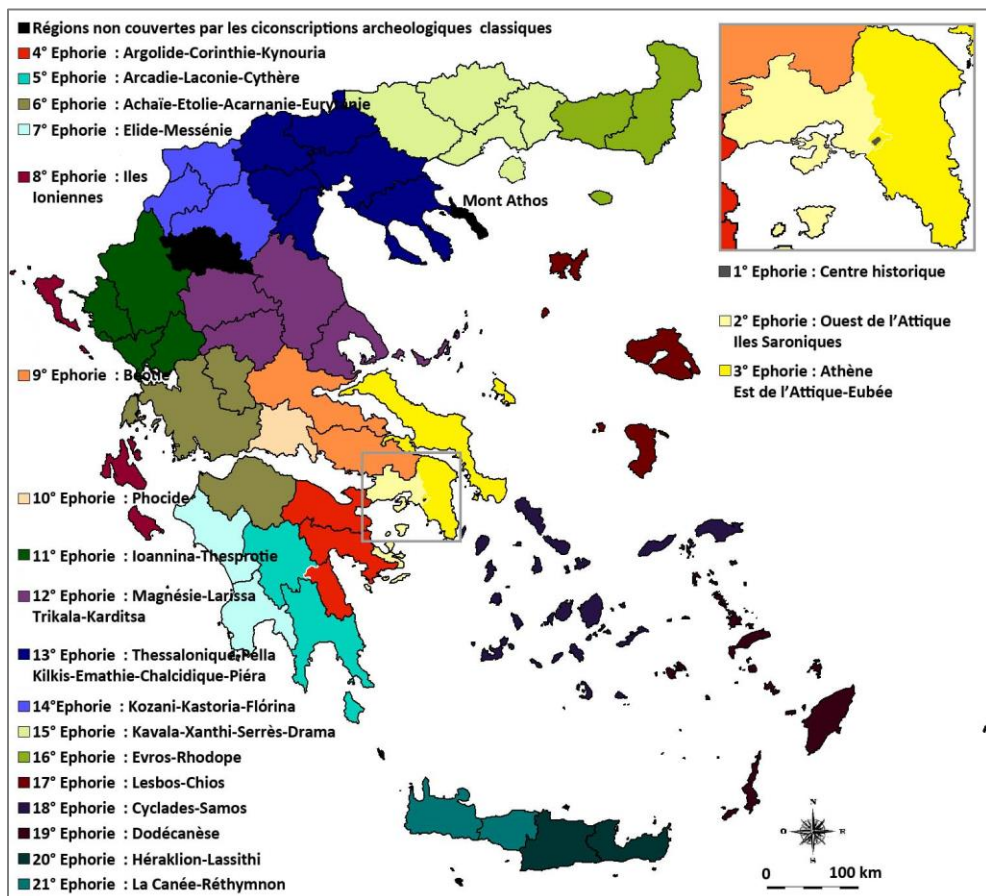 Régions non couvertes par les ciconscriptions archeologiques classiques
4° Ephorie : Argolide-Corinthie-Kynouria
5° Ephorie : Arcadie-Laconie-Cythère
6° Ephorie : Achaïe-Etolie-Acarnanie-Eurytanie
7° Ephorie : Elide-Messénie
8° Ephorie : Iles
Ioniennes
Mont Athos
1° Ephorie : Centre historique
2° Ephorie : Ouest de l'Attique
Iles Saroniques
3° Ephorie : Athène
Est de l'Attique-Eubée
9° Ephorie : Béotie
10° Ephorie : Phocide
11° Ephorie : Ioannina-Thesprotie
12° Ephorie : Magnésie-Larissa
Trikala-Karditsa
13° Ephorie : Thessalonique-Pella
Kilkis-Emathie-Chalcidique-Piéra
14°Ephorie : Kozani-Kastoria-Flórina
15° Ephorie : Kavala-Xanthi-Serrès-Drama
16° Ephorie : Evros-Rhodope
17° Ephorie : Lesbos-Chios
18° Ephorie : Cyclades-Samos
19° Ephorie : Dodécanèse
20° Ephorie : Héraklion-Lassithi
21° Ephorie : La Canée-Réthymnon
N
S
0 100 km